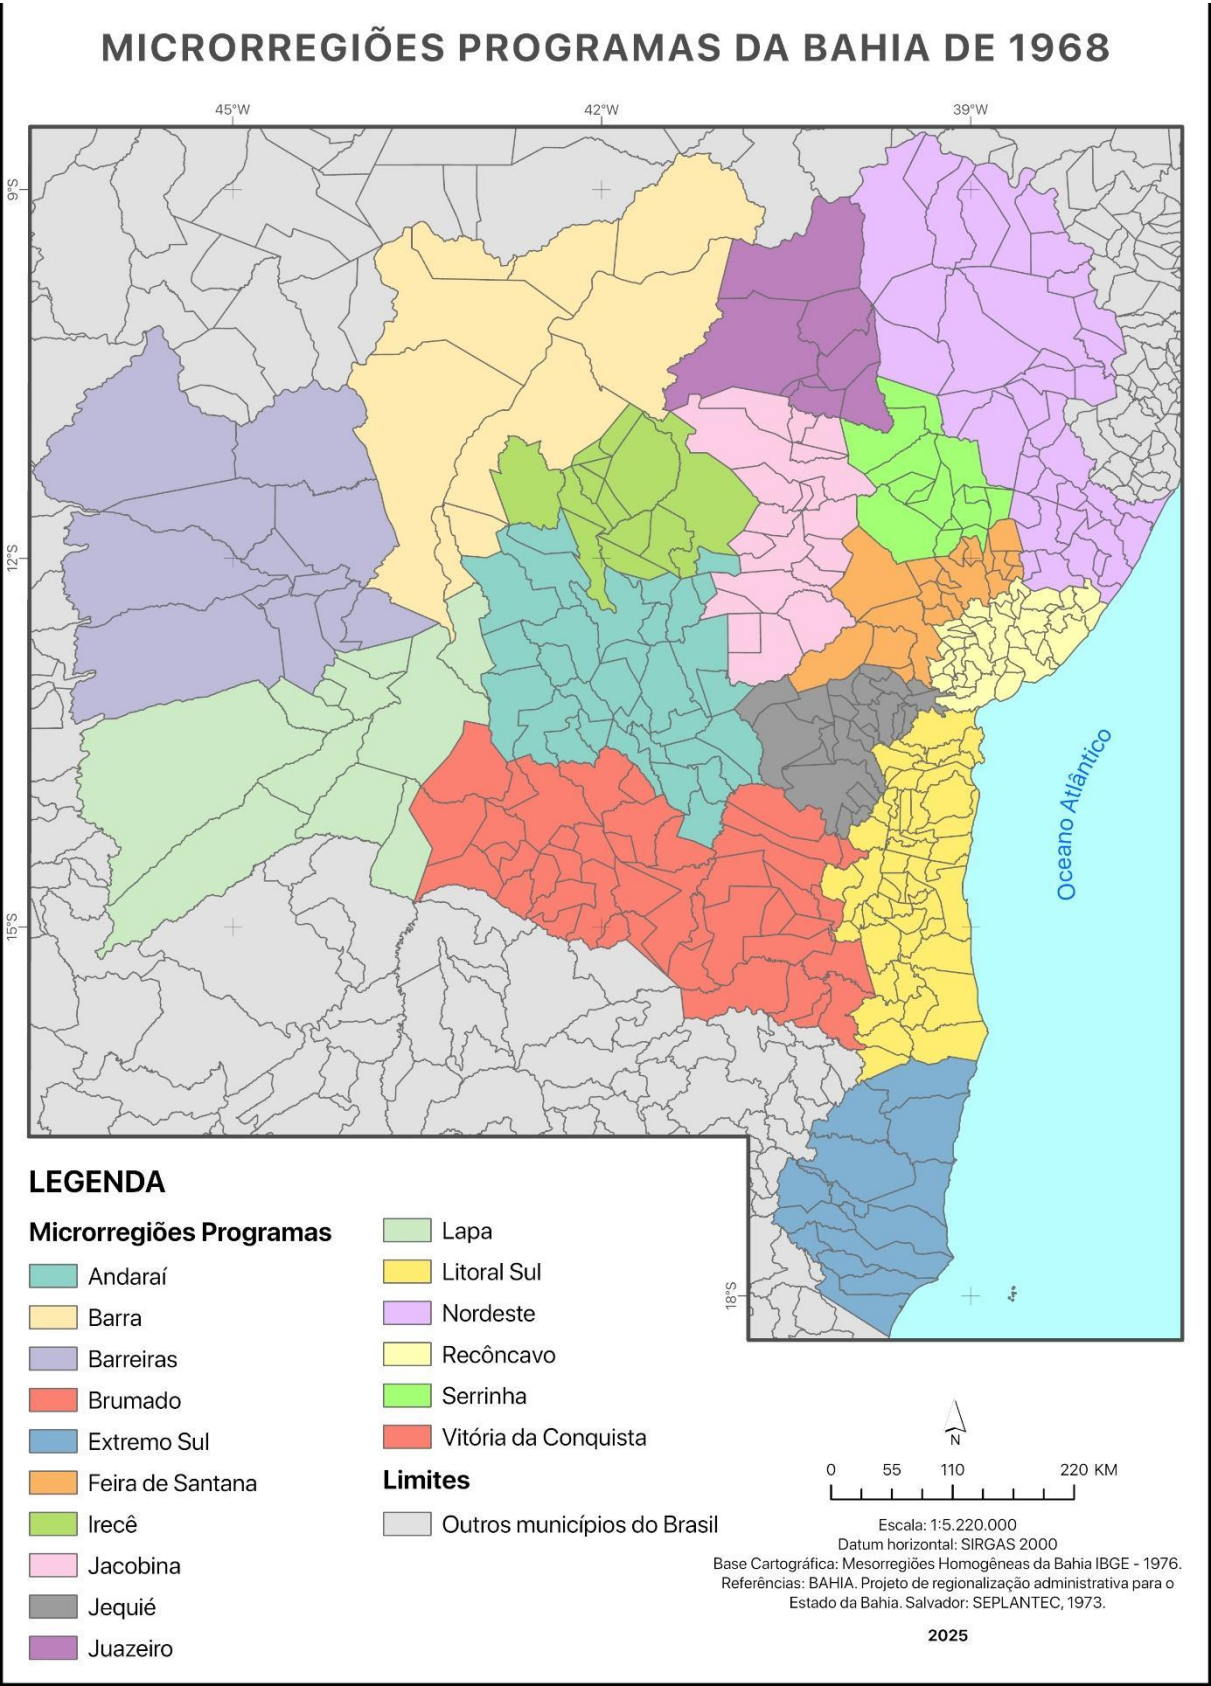 MICRORREGIÕES PROGRAMAS DA BAHIA DE 1968
45°W
42°W
39°W
9°S
12°S
15°S
18°S
Oceano Atlântico
LEGENDA
Microrregiões Programas
Andaraí
Barra
Barreiras
Brumado
Extremo Sul
Feira de Santana
Irecê
Jacobina
Jequié
Juazeiro
Lapa
Litoral Sul
Nordeste
Recôncavo
Serrinha
Vitória da Conquista
Limites
Outros municípios do Brasil
N
0 55 110 220 KM
Escala: 1:5.220.000
Datum horizontal: SIRGAS 2000
Base Cartográfica: Mesorregiões Homogêneas da Bahia IBGE - 1976.
Referências: BAHIA. Projeto de regionalização administrativa para o
Estado da Bahia. Salvador: SEPLANTEC, 1973.
2025